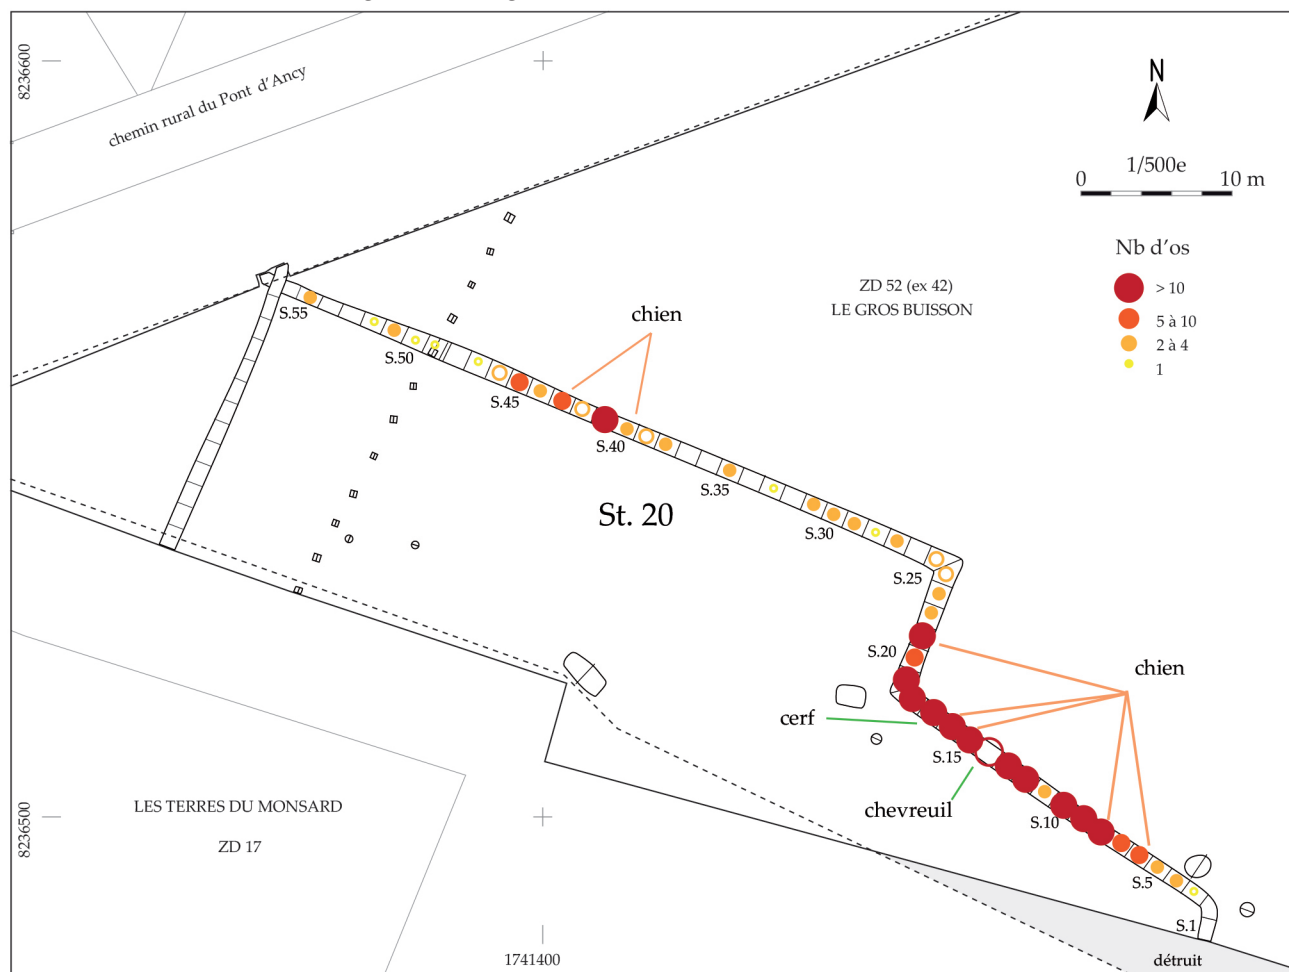 8236600
chemin rural du Pont d'Ancy
N
1/500e
0
10 m
Nb d'os
> 10
5 à 10
2 à 4
1
ZD 52 (ex 42)
LE GROS BUISSON
chien
S.55
S.50
S.45
S.40
S.35
St. 20
S.30
S.25
S.20
chien
cerf
S.15
chevreuil
S.10
LES TERRES DU MONSARD
ZD 17
8236500
S.5
S.1
1741400
détruit